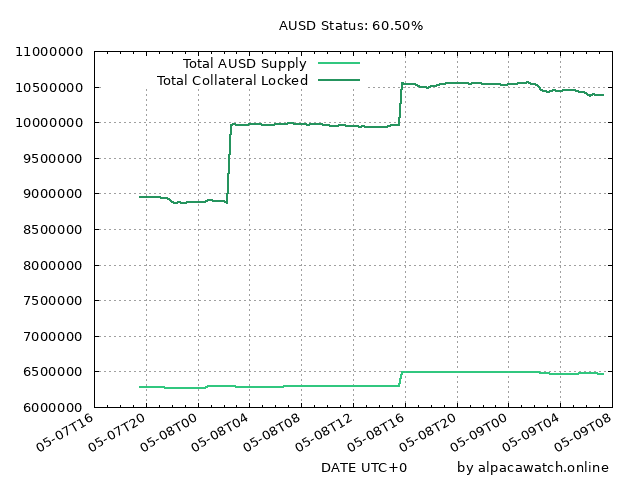 AUSD Status: 60.50%
11000000
10500000
10000000
9500000
9000000
8500000
8000000
7500000
7000000
6500000
6000000
Total AUSD Supply
Total Collateral Locked
05-07T16
05-07T20
05-08T00
05-08T04
05-08T08
05-08T12
05-08T16
05-08T20
05-09T00
05-09T04
05-09T08
DATE UTC+0
by alpacawatch.online